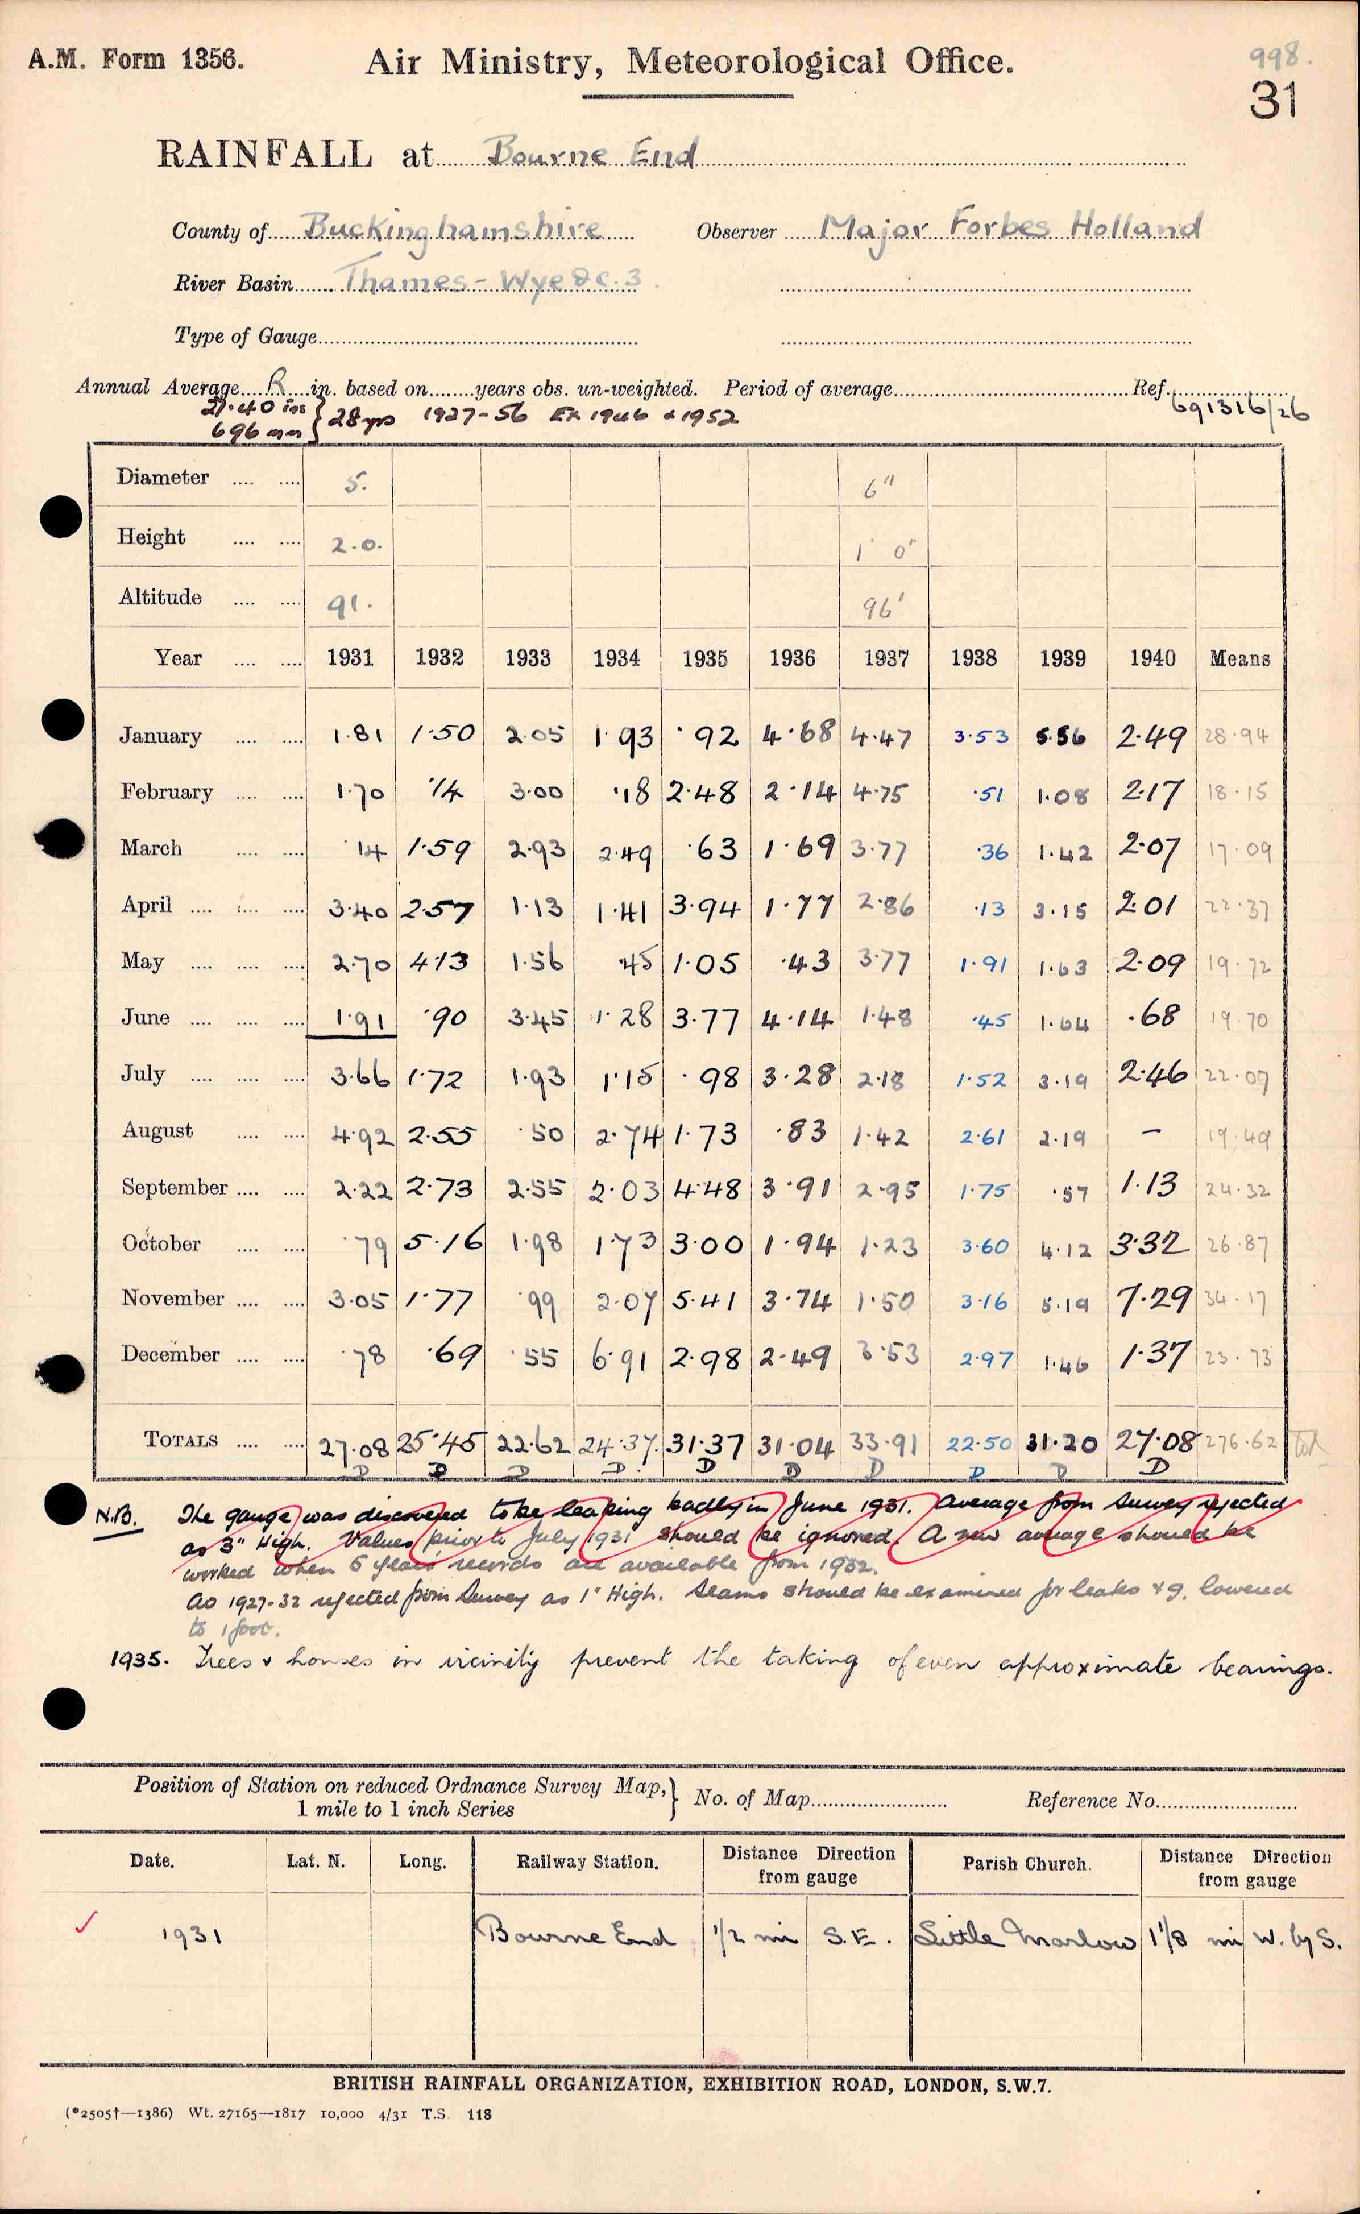 A.M. Form 1356.
Air Ministry, Meteorological Office.
998.
31
RAINFALL at Bourne End
County of Buckinghamshire Observer Major Forbes Holland
River Basin Thames - Wye &c. 3.
Type of Gauge
Annual Average R in. based on years obs. un-weighted. Period of average Ref. 691316/26
27.40 ins } 28 yrs 1927-56 Ex 1946 & 1952
696 mm
Diameter 5. 6"
Height 2.0. 1' 0"
Altitude 91. 96'
Year 1931 1932 1933 1934 1935 1936 1937 1938 1939 1940 Means
January 1.81 1.50 2.05 1.93 .92 4.68 4.47 3.53 5.56 2.49 28.94
February 1.70 .14 3.00 .18 2.48 2.14 4.75 .51 1.08 2.17 18.15
March .14 1.59 2.93 2.49 .63 1.69 3.77 .36 1.42 2.07 17.09
April 3.40 2.57 1.13 1.41 3.94 1.77 2.86 .13 3.15 2.01 22.37
May 2.70 4.13 1.56 .45 1.05 .43 3.77 1.91 1.63 2.09 19.72
June 1.91 .90 3.45 1.28 3.77 4.14 1.48 .45 1.64 .68 19.70
July 3.66 1.72 1.93 1.15 .98 3.28 2.18 1.52 3.19 2.46 22.07
August 4.92 2.55 .50 2.74 1.73 .83 1.42 2.61 2.19 - 19.49
September 2.22 2.73 2.55 2.03 4.48 3.91 2.95 1.75 .57 1.13 24.32
October .79 5.16 1.98 1.73 3.00 1.94 1.23 3.60 4.12 3.32 26.87
November 3.05 1.77 .99 2.07 5.41 3.74 1.50 3.16 5.19 7.29 34.17
December .78 .69 .55 6.91 2.98 2.49 3.53 2.97 1.46 1.37 23.73
TOTALS 27.08 25.45 22.62 24.37 31.37 31.04 33.91 22.50 31.20 27.08 276.62
D D D D D D D D D D
N.B. The gauge was discovered to be leaking badly in June 1931. Average from Survey rejected
as 3" High. Values prior to July 1931 should be ignored. A new average should be
worked when 5 years records are available from 1932.
Ao 1927-32 rejected from Survey as 1" High. Seams should be examined for leaks & g. lowered
to 1 foot.
1935. Trees & houses in vicinity prevent the taking of even approximate bearings.
Position of Station on reduced Ordnance Survey Map, } No. of Map Reference No.
1 mile to 1 inch Series
Date. Lat. N. Long. Railway Station. Distance Direction from gauge Parish Church. Distance Direction from gauge
1931 Bourne End 1/2 mi S.E. Little Marlow 1 1/8 mi W. by S.
BRITISH RAINFALL ORGANIZATION, EXHIBITION ROAD, LONDON, S.W.7.
(*2505†—1386) Wt. 27165—1817 10,000 4/31 T.S. 118